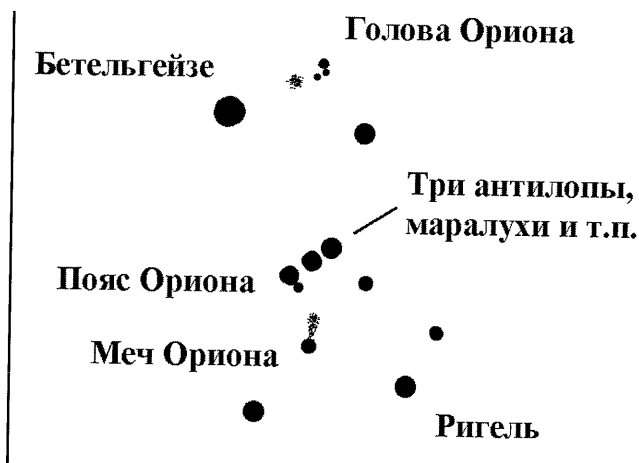 Голова Ориона
Бетельгейзе
Три антилопы,
маралухи и т.п.
Пояс Ориона
Меч Ориона
Ригель